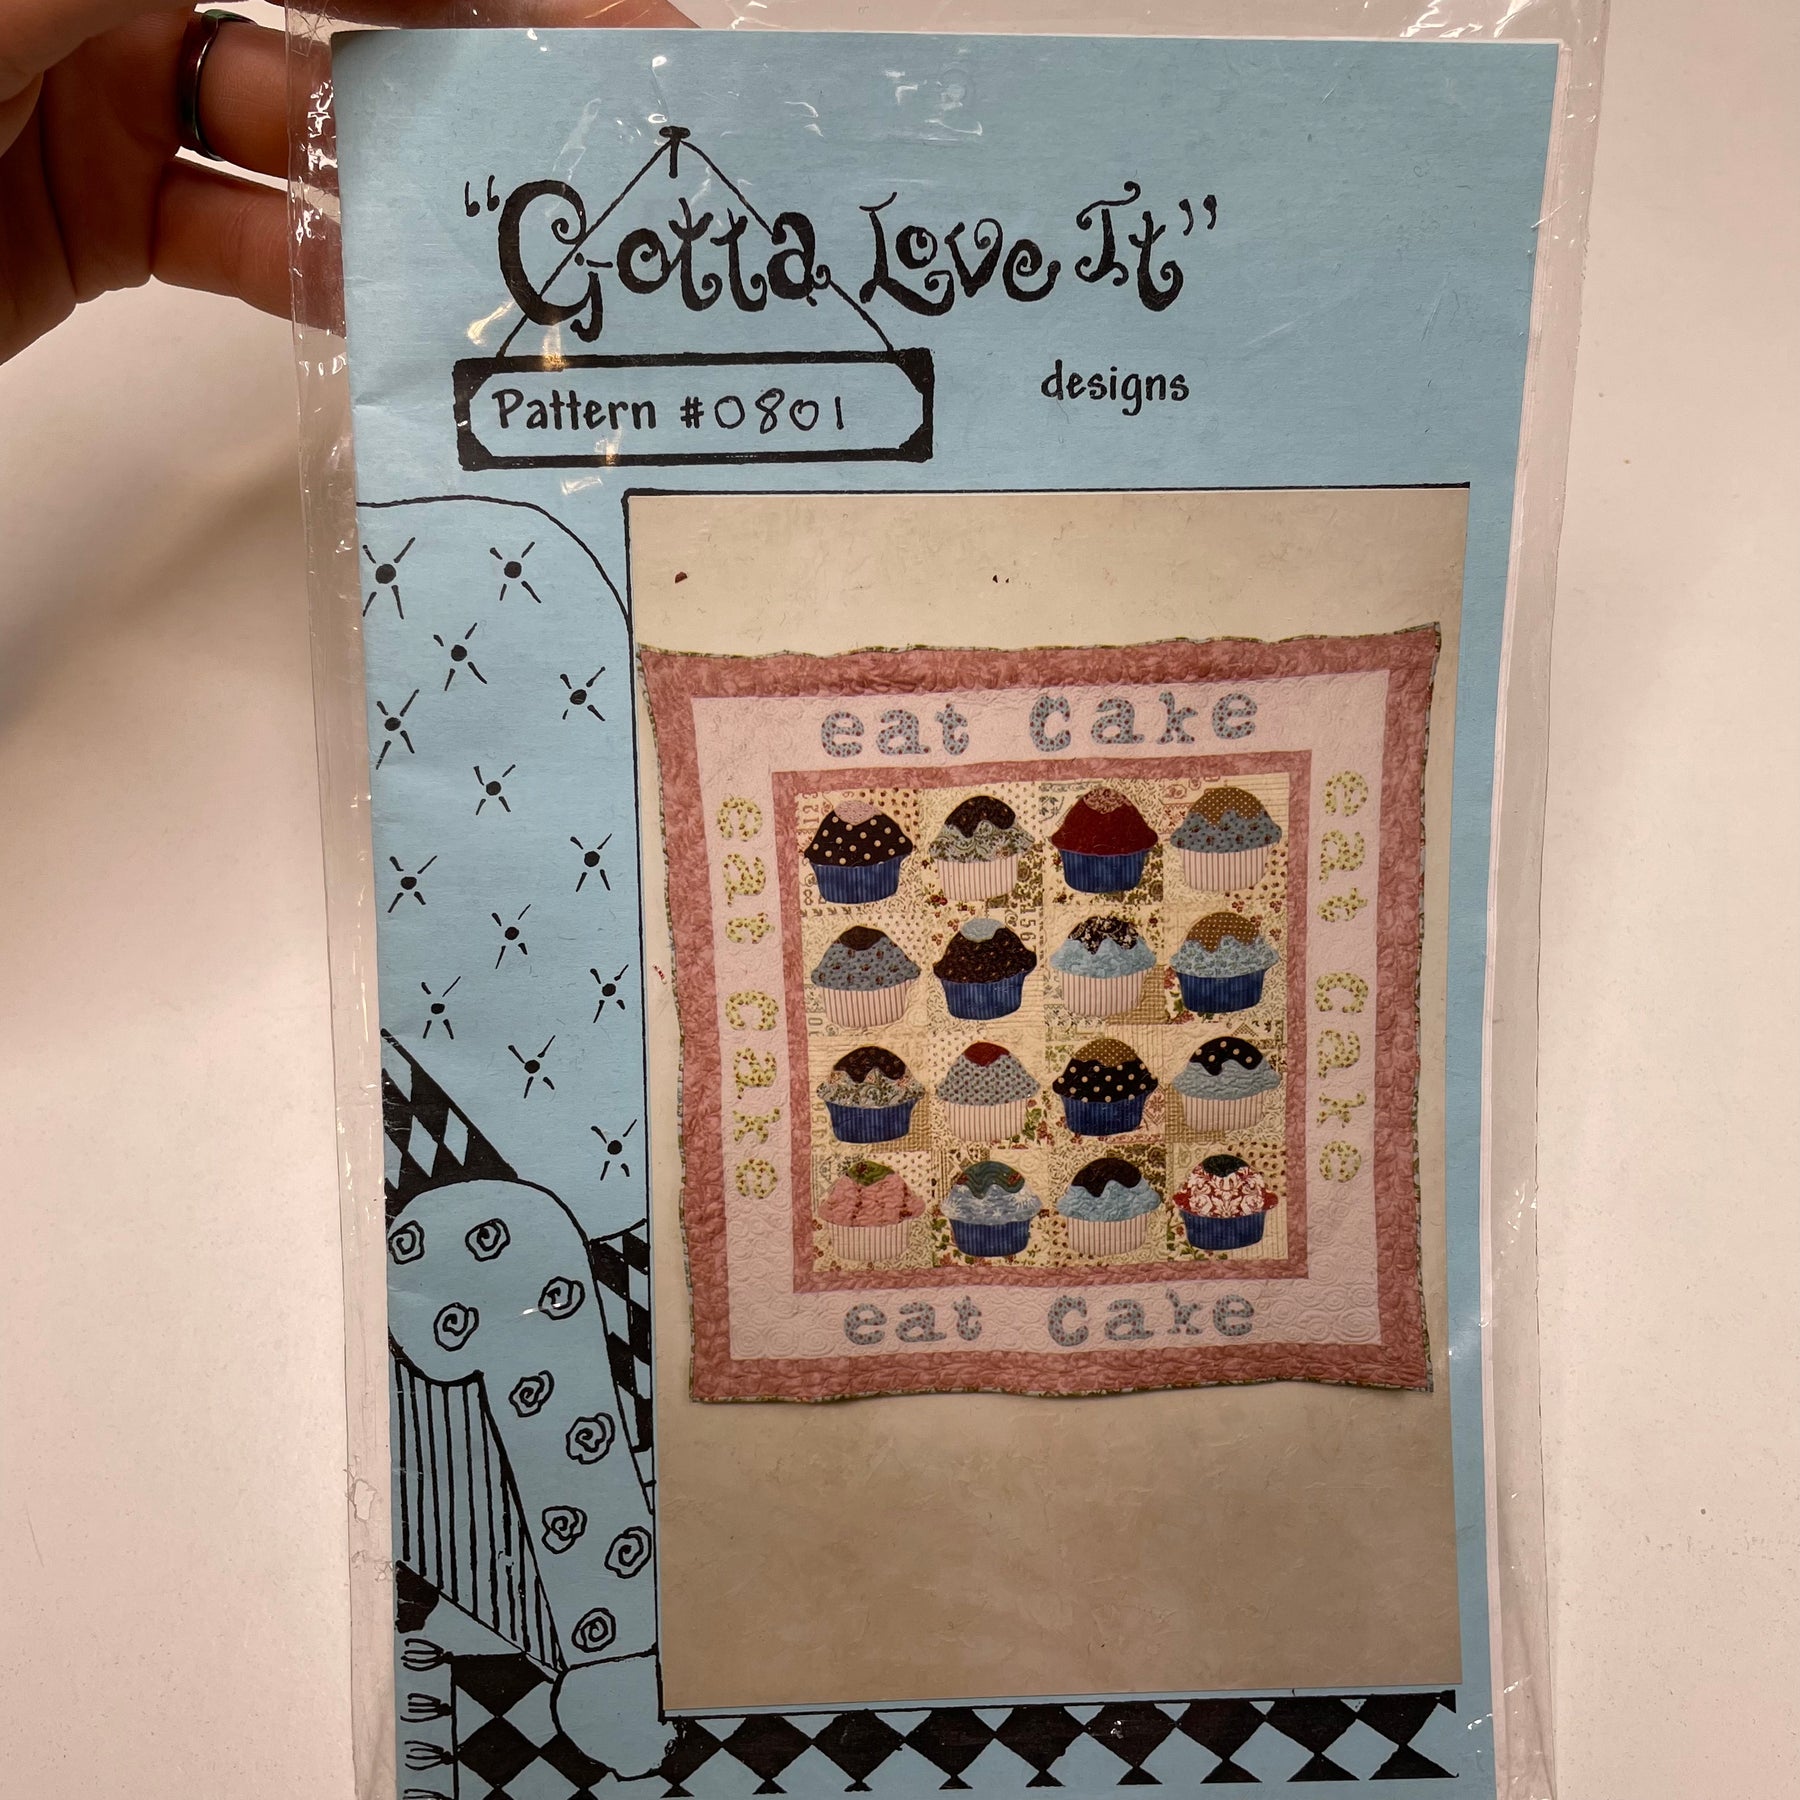 “Gotta Love It”
designs
Pattern #0801
eat cake
eat cake
eat cake
eat cake